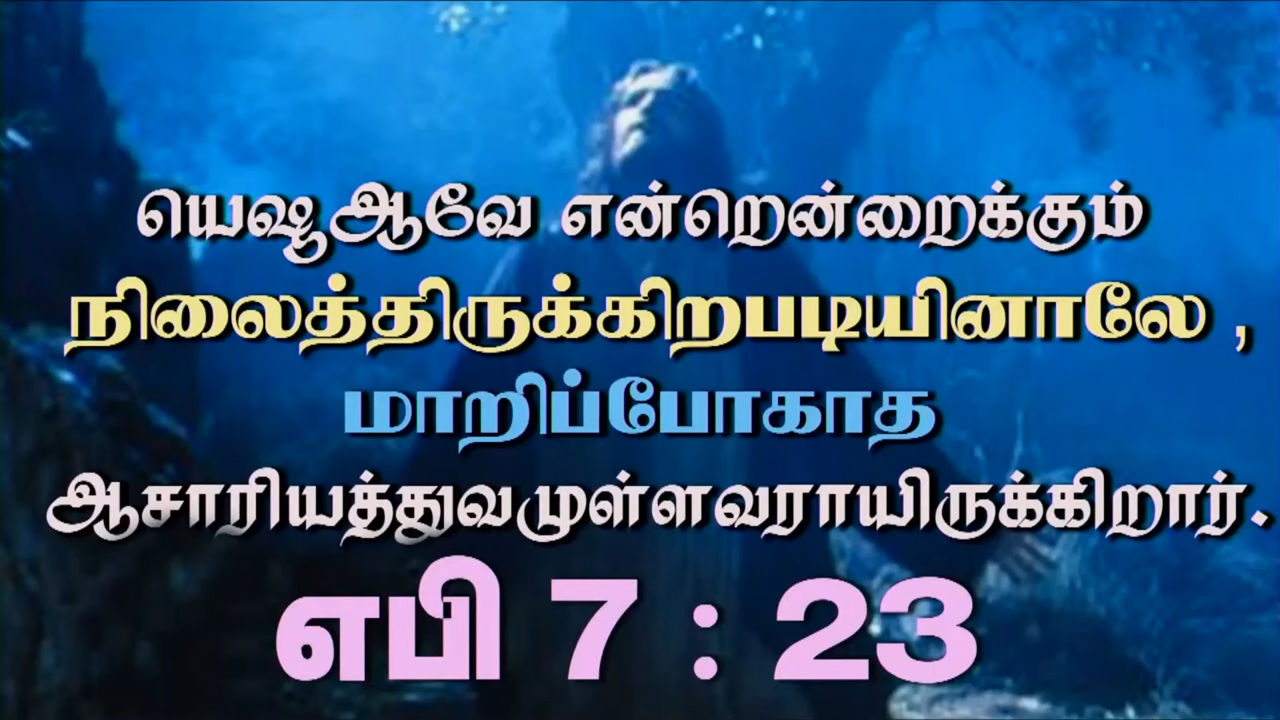 யெஷூஆவே என்றென்றைக்கும்
நிலைத்திருக்கிறபடியினாலே ,
மாறிப்போகாத
ஆசாரியத்துவமுள்ளவராயிருக்கிறார்.
எபி 7 : 23